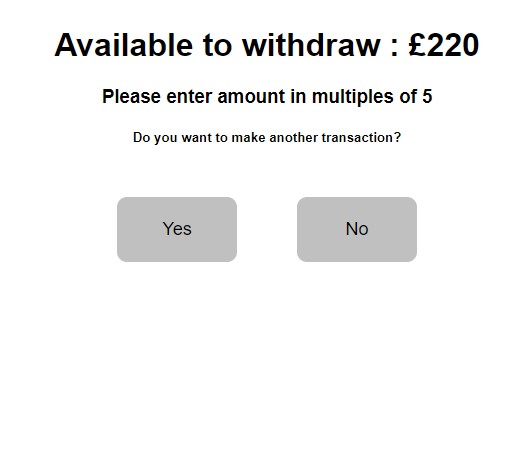 Available to withdraw : £220
Please enter amount in multiples of 5
Do you want to make another transaction?
Yes No